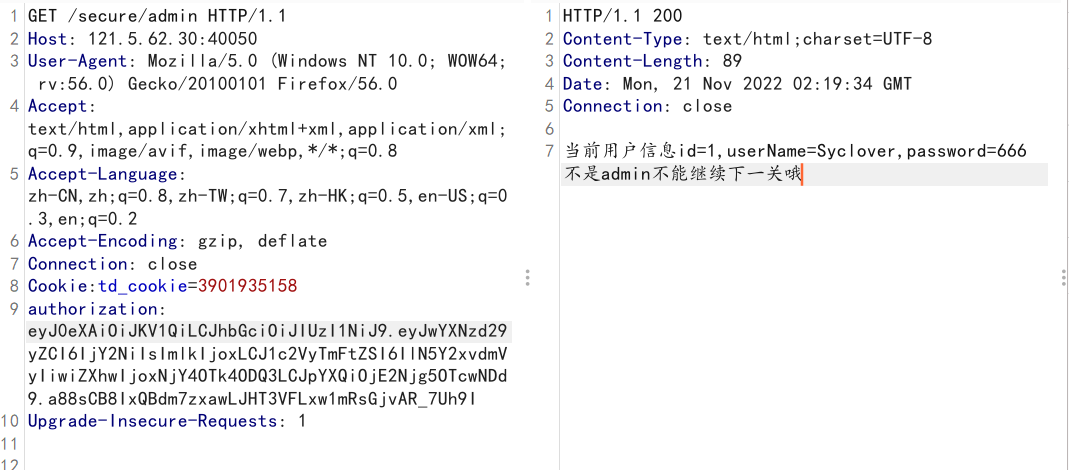 1 GET /secure/admin HTTP/1.1
2 Host: 121.5.62.30:40050
3 User-Agent: Mozilla/5.0 (Windows NT 10.0; WOW64;
rv:56.0) Gecko/20100101 Firefox/56.0
4 Accept:
text/html,application/xhtml+xml,application/xml;
q=0.9,image/avif,image/webp,*/*;q=0.8
5 Accept-Language:
zh-CN,zh;q=0.8,zh-TW;q=0.7,zh-HK;q=0.5,en-US;q=0
.3,en;q=0.2
6 Accept-Encoding: gzip, deflate
7 Connection: close
8 Cookie:td_cookie=3901935158
9 authorization:
eyJ0eXAiOiJKV1QiLCJhbGciOiJIUzI1NiJ9.eyJwYXNzd29
yZCI6IjY2NiIsImlkIjoxLCJ1c2VyTmFtZSI6IlN5Y2xvdmV
yIiwiZXhwIjoxNjY4OTk4ODQ3LCJpYXQiOjE2Njg5OTcwNDd
9.a88sCB8IxQBdm7zxawLJHT3VFLxw1mRsGjvAR_7Uh9I
10 Upgrade-Insecure-Requests: 1
11
12
1 HTTP/1.1 200
2 Content-Type: text/html;charset=UTF-8
3 Content-Length: 89
4 Date: Mon, 21 Nov 2022 02:19:34 GMT
5 Connection: close
6
7 当前用户信息id=1,userName=Syclover,password=666
不是admin不能继续下一关哦